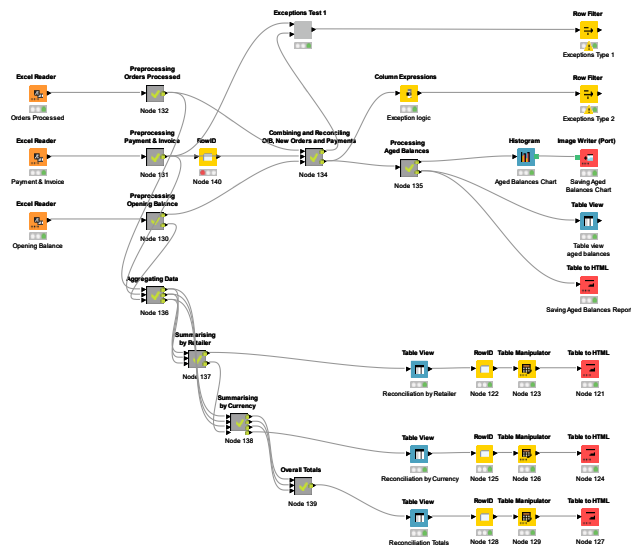 Exceptions Test 1
Row Filter
Exceptions Type 1
Excel Reader
Orders Processed
Preprocessing
Orders Processed
Node 132
Column Expressions
Exception logic
Row Filter
Exceptions Type 2
Excel Reader
Payment & Invoice
Preprocessing
Payment & Invoice
Node 131
RowID
Node 140
Combining and Reconciling
O/B, New Orders and Payments
Node 134
Processing
Aged Balances
Node 135
Histogram
Aged Balances Chart
Image Writer (Port)
Saving Aged
Balances Chart
Excel Reader
Opening Balance
Preprocessing
Opening Balance
Node 130
Table View
Table view
aged balances
Table to HTML
Saving Aged Balances Report
Aggregating Data
Node 136
Summarising
by Retailer
Node 137
Table View
Reconciliation by Retailer
RowID
Node 122
Table Manipulator
Node 123
Table to HTML
Node 121
Summarising
by Currency
Node 138
Table View
Reconciliation by Currency
RowID
Node 125
Table Manipulator
Node 126
Table to HTML
Node 124
Overall Totals
Node 139
Table View
Reconciliation Totals
RowID
Node 128
Table Manipulator
Node 129
Table to HTML
Node 127